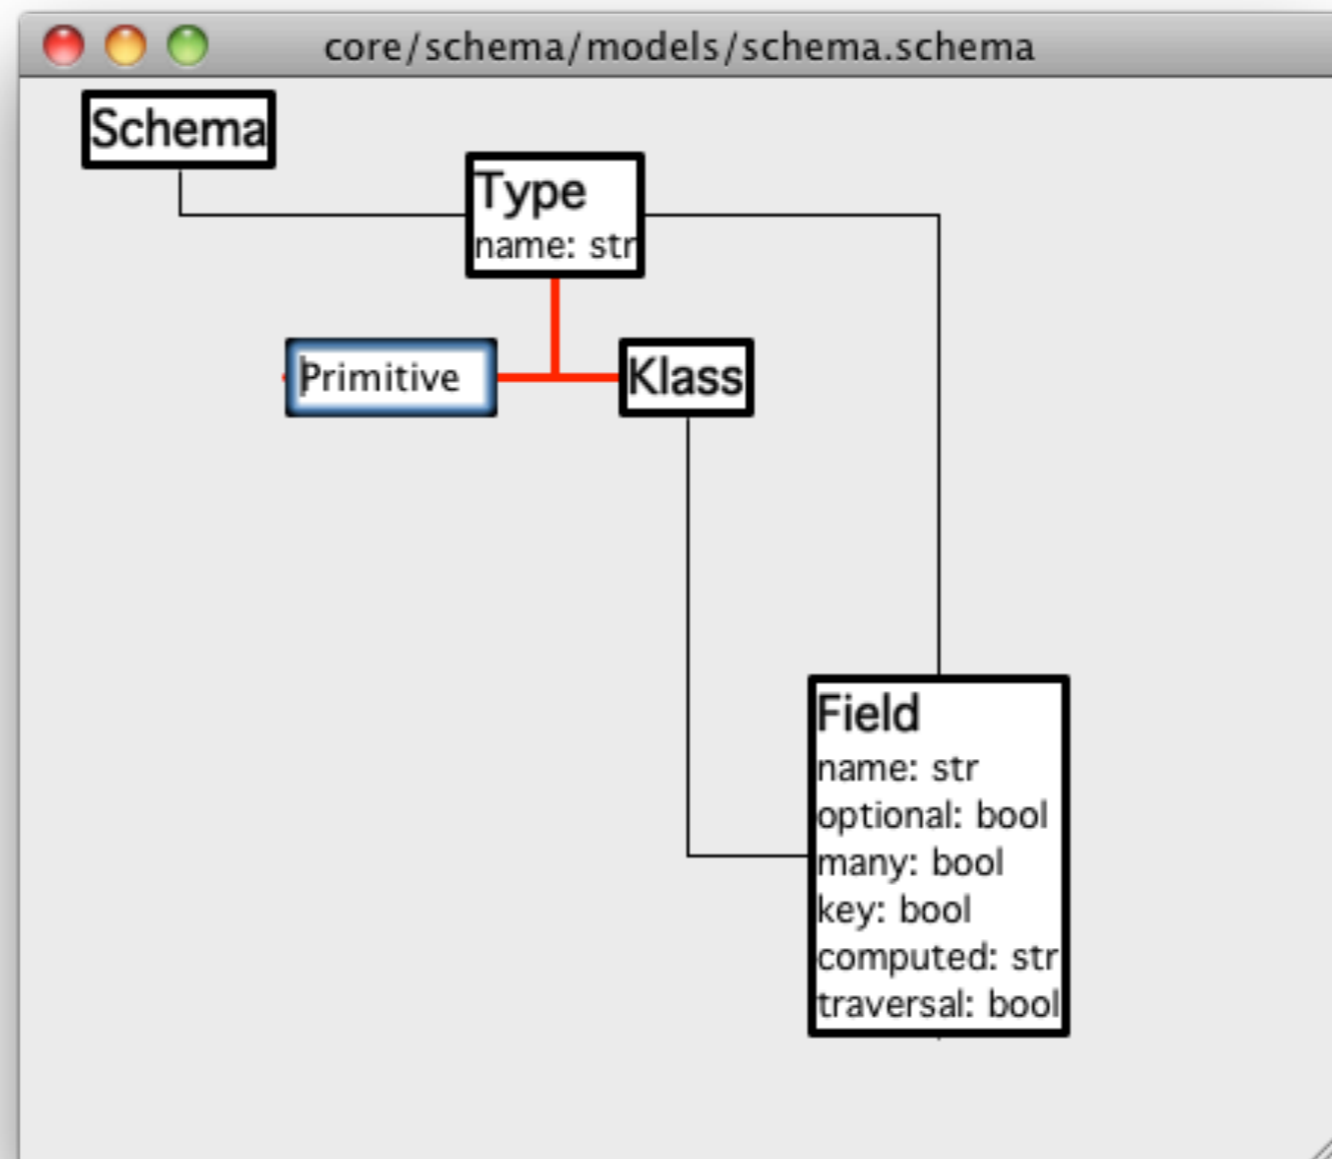 core/schema/models/schema.schema
Schema
Type
name: str
Primitive
Klass
Field
name: str
optional: bool
many: bool
key: bool
computed: str
traversal: bool